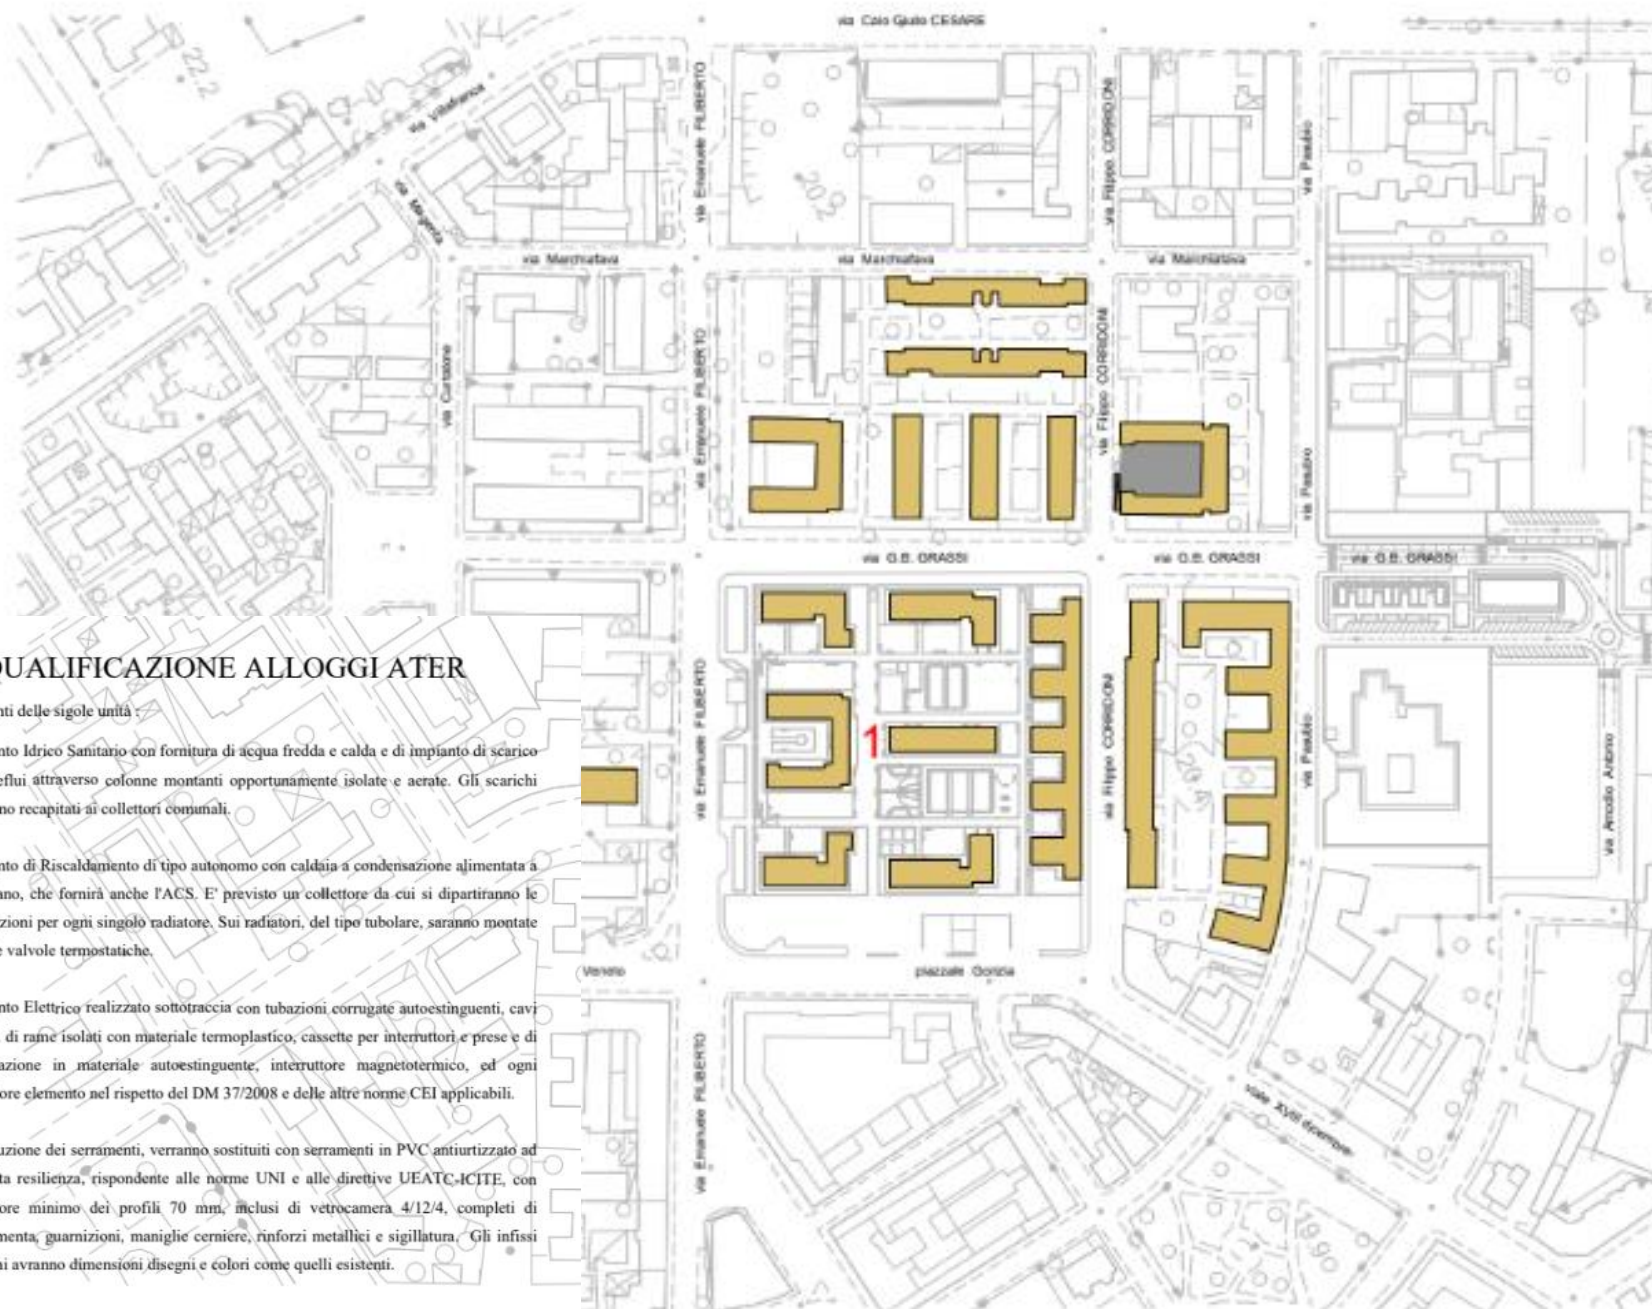 via Caio Giulio CESARE
22.2
via Villafranca
via Magenta
via Emanuele FILIBERTO
via Filippo CORRIDONI
via Filippo CORRIDONI
via Pasubio
20.2
via Marchiafava
via Marchiafava
via Marchiafava
via Curtatone
via Emanuele FILIBERTO
via Filippo CORRIDONI
via Pasubio
via G.B. GRASSI
via G.B. GRASSI
via G.B. GRASSI
via Emanuele FILIBERTO
1
via Filippo CORRIDONI
via Pasubio
via Amodio Antonio
Veneto
piazzale Gorizia
via Emanuele FILIBERTO
viale XVIII dicembre
QUALIFICAZIONE ALLOGGI ATER
nti delle sigole unità :
nto Idrico Sanitario con fornitura di acqua fredda e calda e di impianto di scarico
eflui attraverso colonne montanti opportunamente isolate e aerate. Gli scarichi
no recapitati ai collettori comunali.
nto di Riscaldamento di tipo autonomo con caldaia a condensazione alimentata a
ano, che fornirà anche l'ACS. E' previsto un collettore da cui si dipartiranno le
zioni per ogni singolo radiatore. Sui radiatori, del tipo tubolare, saranno montate
e valvole termostatiche.
nto Elettrico realizzato sottotraccia con tubazioni corrugate autoestinguenti, cavi
di rame isolati con materiale termoplastico, cassette per interruttori e prese e di
azione in materiale autoestinguente, interruttore magnetotermico, ed ogni
ore elemento nel rispetto del DM 37/2008 e delle altre norme CEI applicabili.
uzione dei serramenti, verranno sostituiti con serramenti in PVC antiurtizzato ad
ta resilienza, rispondente alle norme UNI e alle direttive UEATC-ICITE, con
ore minimo dei profili 70 mm, inclusi di vetrocamera 4/12/4, completi di
menta, guarnizioni, maniglie cerniere, rinforzi metallici e sigillatura. Gli infissi
ni avranno dimensioni disegni e colori come quelli esistenti.